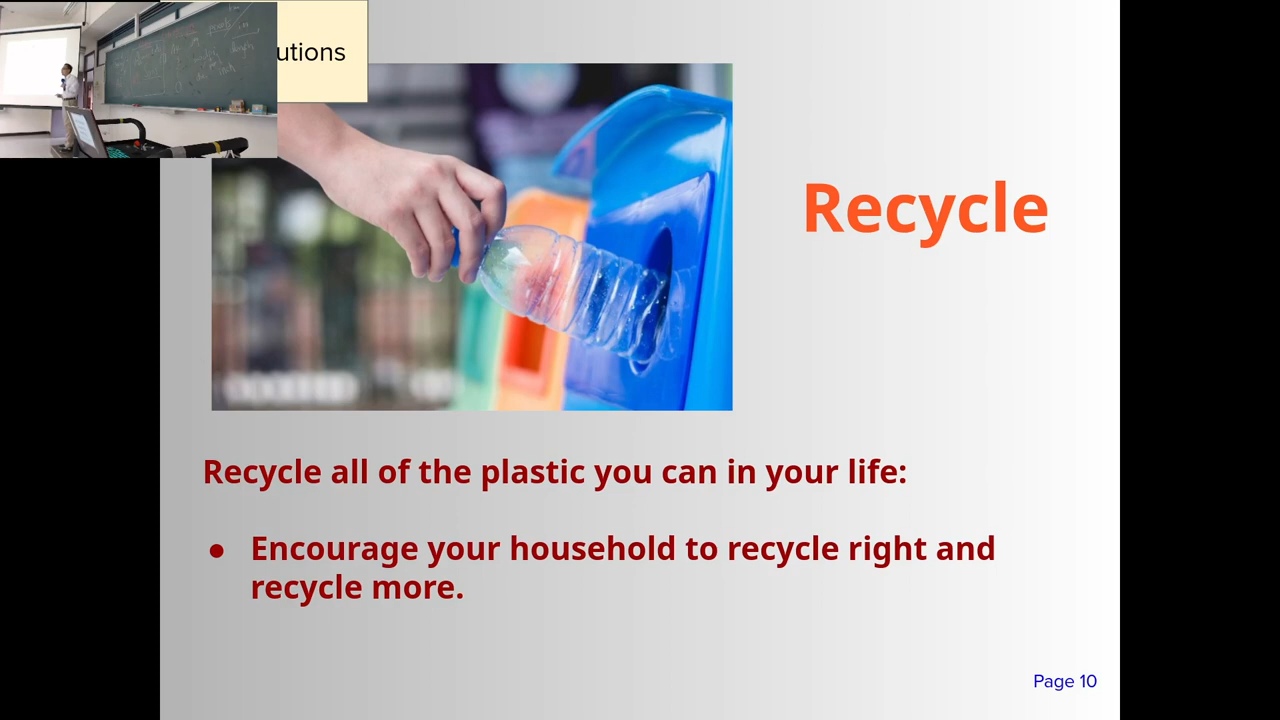 utions
Recycle
Recycle all of the plastic you can in your life:
● Encourage your household to recycle right and
recycle more.
Page 10